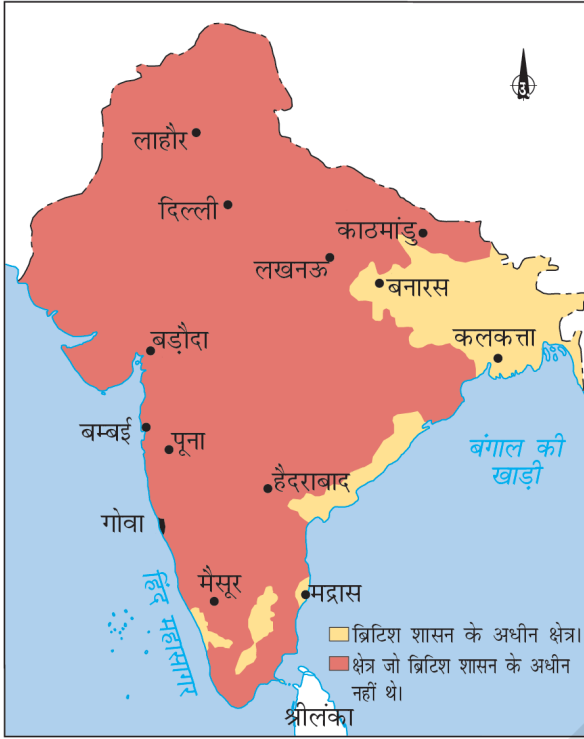 उ
लाहौर
दिल्ली
काठमांडु
लखनऊ
बनारस
कलकत्ता
बड़ौदा
बम्बई
पूना
बंगाल की
खाड़ी
हैदराबाद
गोवा
मैसूर
मद्रास
हिंद महासागर
ब्रिटिश शासन के अधीन क्षेत्र।
क्षेत्र जो ब्रिटिश शासन के अधीन
नहीं थे।
श्रीलंका